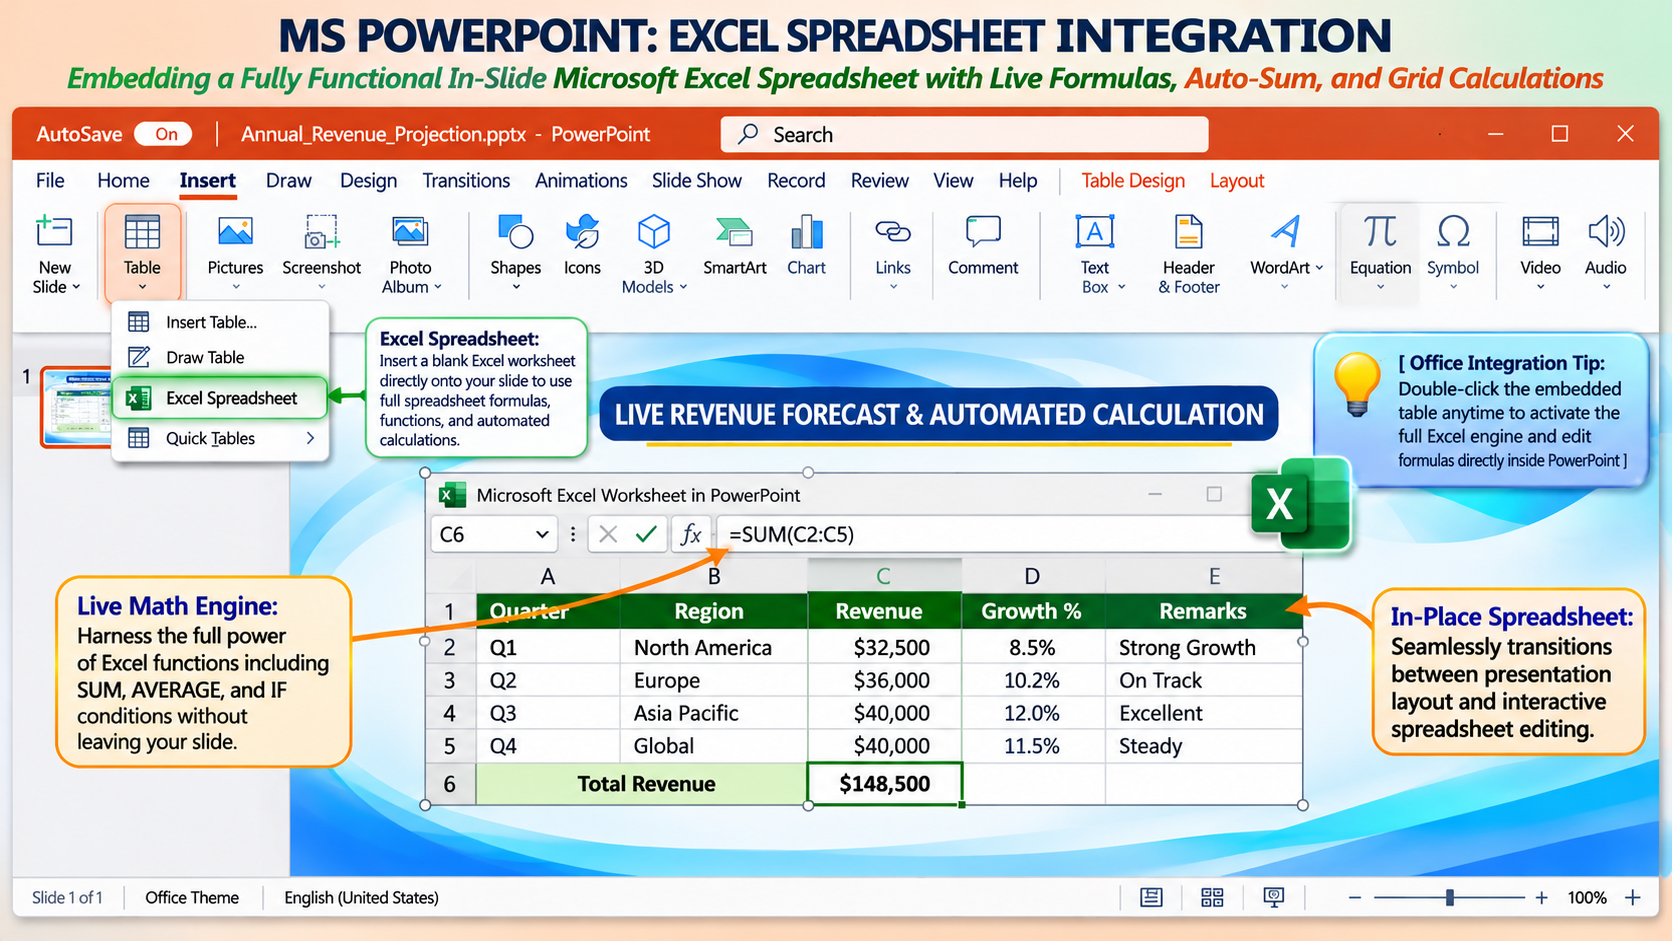 MS POWERPOINT: EXCEL SPREADSHEET INTEGRATION
Embedding a Fully Functional In-Slide Microsoft Excel Spreadsheet with Live Formulas, Auto-Sum, and Grid Calculations
AutoSave On Annual_Revenue_Projection.pptx - PowerPoint Search
File Home Insert Draw Design Transitions Animations Slide Show Record Review View Help Table Design Layout
New Slide
Table
Pictures
Screenshot
Photo Album
Shapes
Icons
3D Models
SmartArt
Chart
Links
Comment
Text Box
Header & Footer
WordArt
Equation
Symbol
Video
Audio
Insert Table...
Draw Table
Excel Spreadsheet
Quick Tables
1
Excel Spreadsheet:
Insert a blank Excel worksheet
directly onto your slide to use
full spreadsheet formulas,
functions, and automated
calculations.
LIVE REVENUE FORECAST & AUTOMATED CALCULATION
[ Office Integration Tip:
Double-click the embedded
table anytime to activate the
full Excel engine and edit
formulas directly inside PowerPoint ]
Microsoft Excel Worksheet in PowerPoint
C6 fx =SUM(C2:C5)
A B C D E
1 Quarter Region Revenue Growth % Remarks
2 Q1 North America $32,500 8.5% Strong Growth
3 Q2 Europe $36,000 10.2% On Track
4 Q3 Asia Pacific $40,000 12.0% Excellent
5 Q4 Global $40,000 11.5% Steady
6 Total Revenue $148,500
Live Math Engine:
Harness the full power
of Excel functions including
SUM, AVERAGE, and IF
conditions without
leaving your slide.
In-Place Spreadsheet:
Seamlessly transitions
between presentation
layout and interactive
spreadsheet editing.
Slide 1 of 1 Office Theme English (United States) 100%